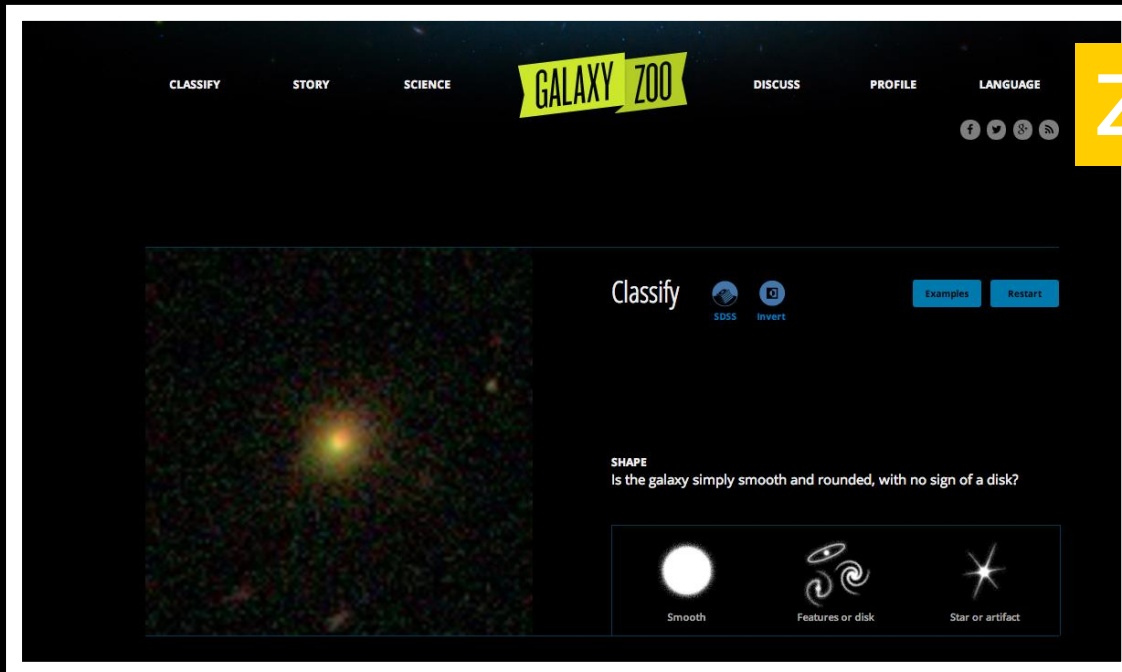 CLASSIFY STORY SCIENCE GALAXY ZOO DISCUSS PROFILE LANGUAGE
Z
Classify
SDSS Invert
Examples Restart
SHAPE
Is the galaxy simply smooth and rounded, with no sign of a disk?
Smooth Features or disk Star or artifact